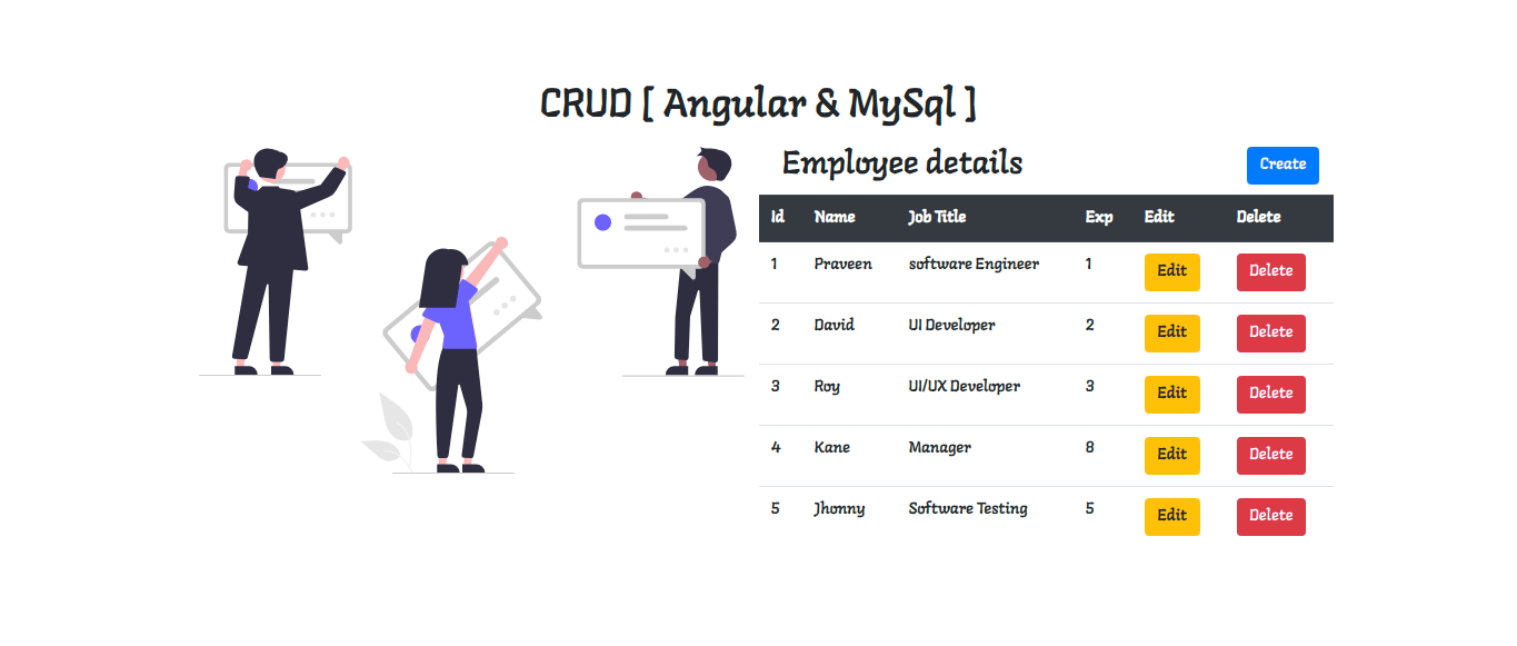 CRUD [ Angular & MySql ]
Employee details Create
Id Name Job Title Exp Edit Delete
1 Praveen software Engineer 1 Edit Delete
2 David UI Developer 2 Edit Delete
3 Roy UI/UX Developer 3 Edit Delete
4 Kane Manager 8 Edit Delete
5 Jhonny Software Testing 5 Edit Delete